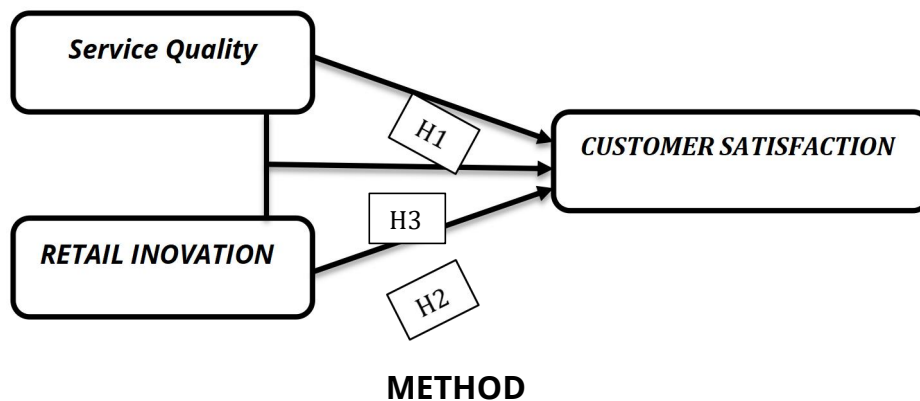 Service Quality
H1
CUSTOMER SATISFACTION
H3
RETAIL INOVATION
H2
METHOD